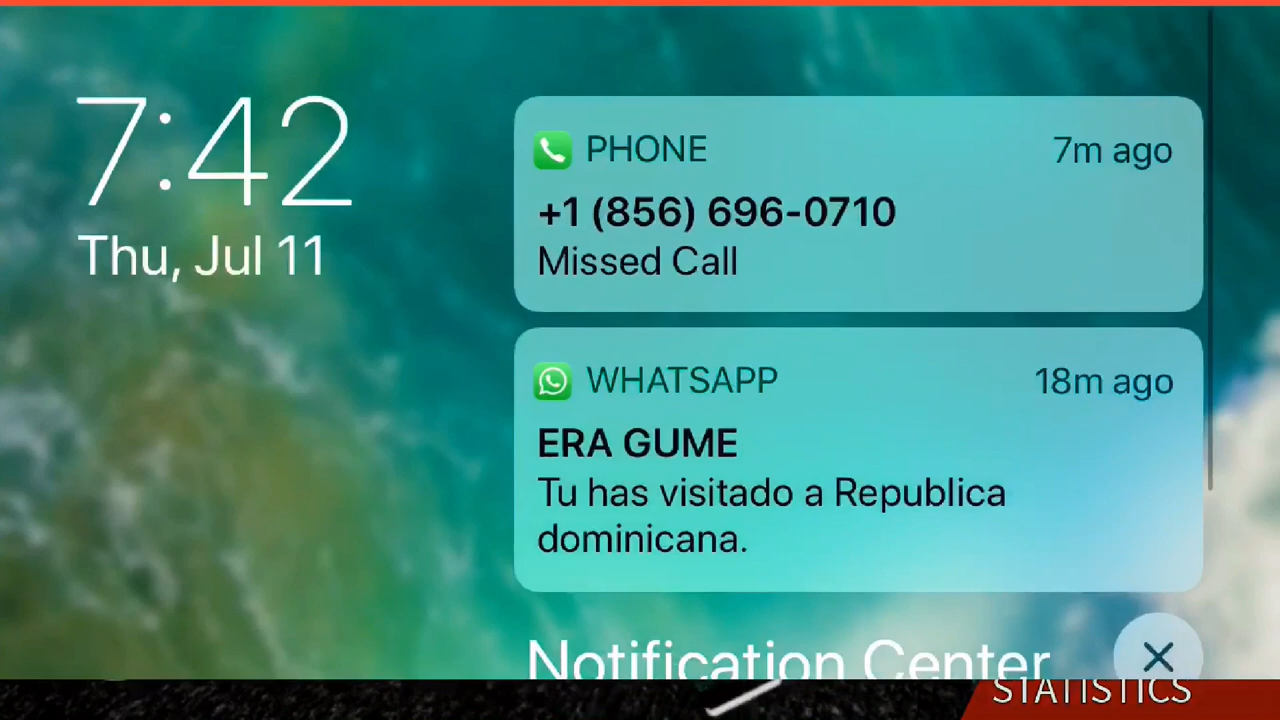 7:42
Thu, Jul 11
PHONE
7m ago
+1 (856) 696-0710
Missed Call
WHATSAPP
18m ago
ERA GUME
Tu has visitado a Republica
dominicana.
Notification Center
STATISTICS